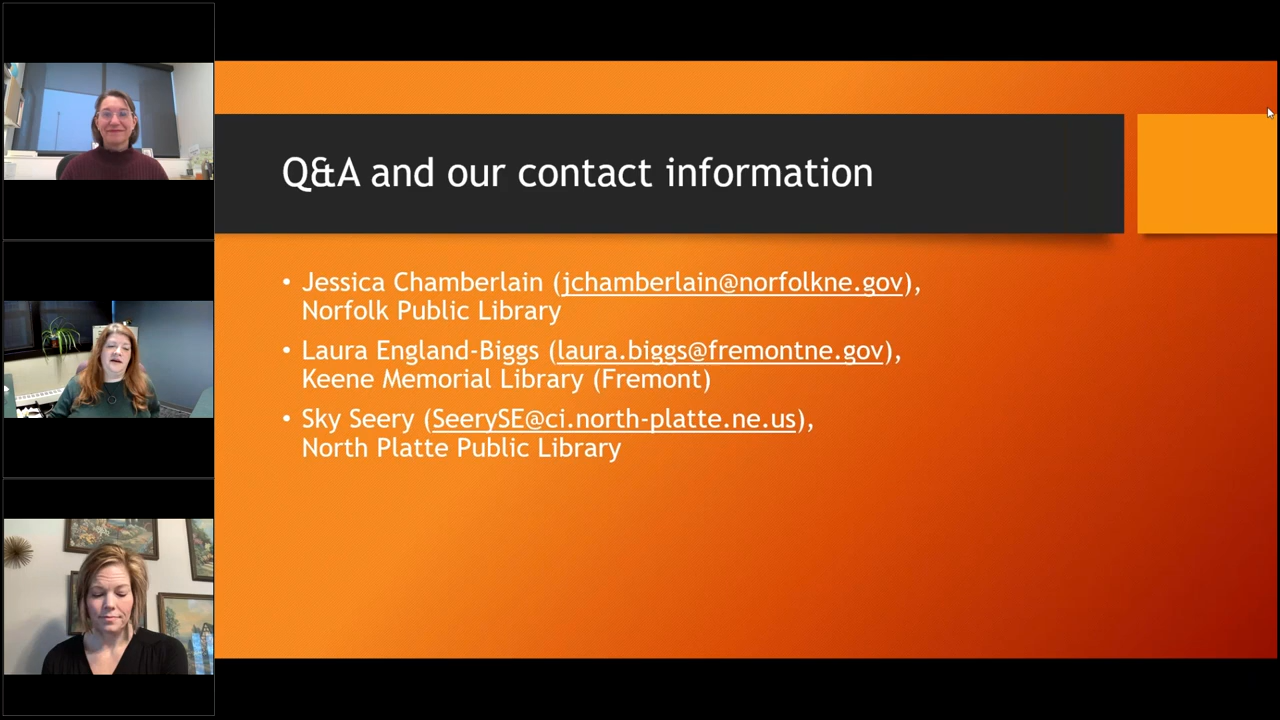 Q&A and our contact information
• Jessica Chamberlain (jchamberlain@norfolkne.gov),
Norfolk Public Library
• Laura England-Biggs (laura.biggs@fremontne.gov),
Keene Memorial Library (Fremont)
• Sky Seery (SeerySE@ci.north-platte.ne.us),
North Platte Public Library